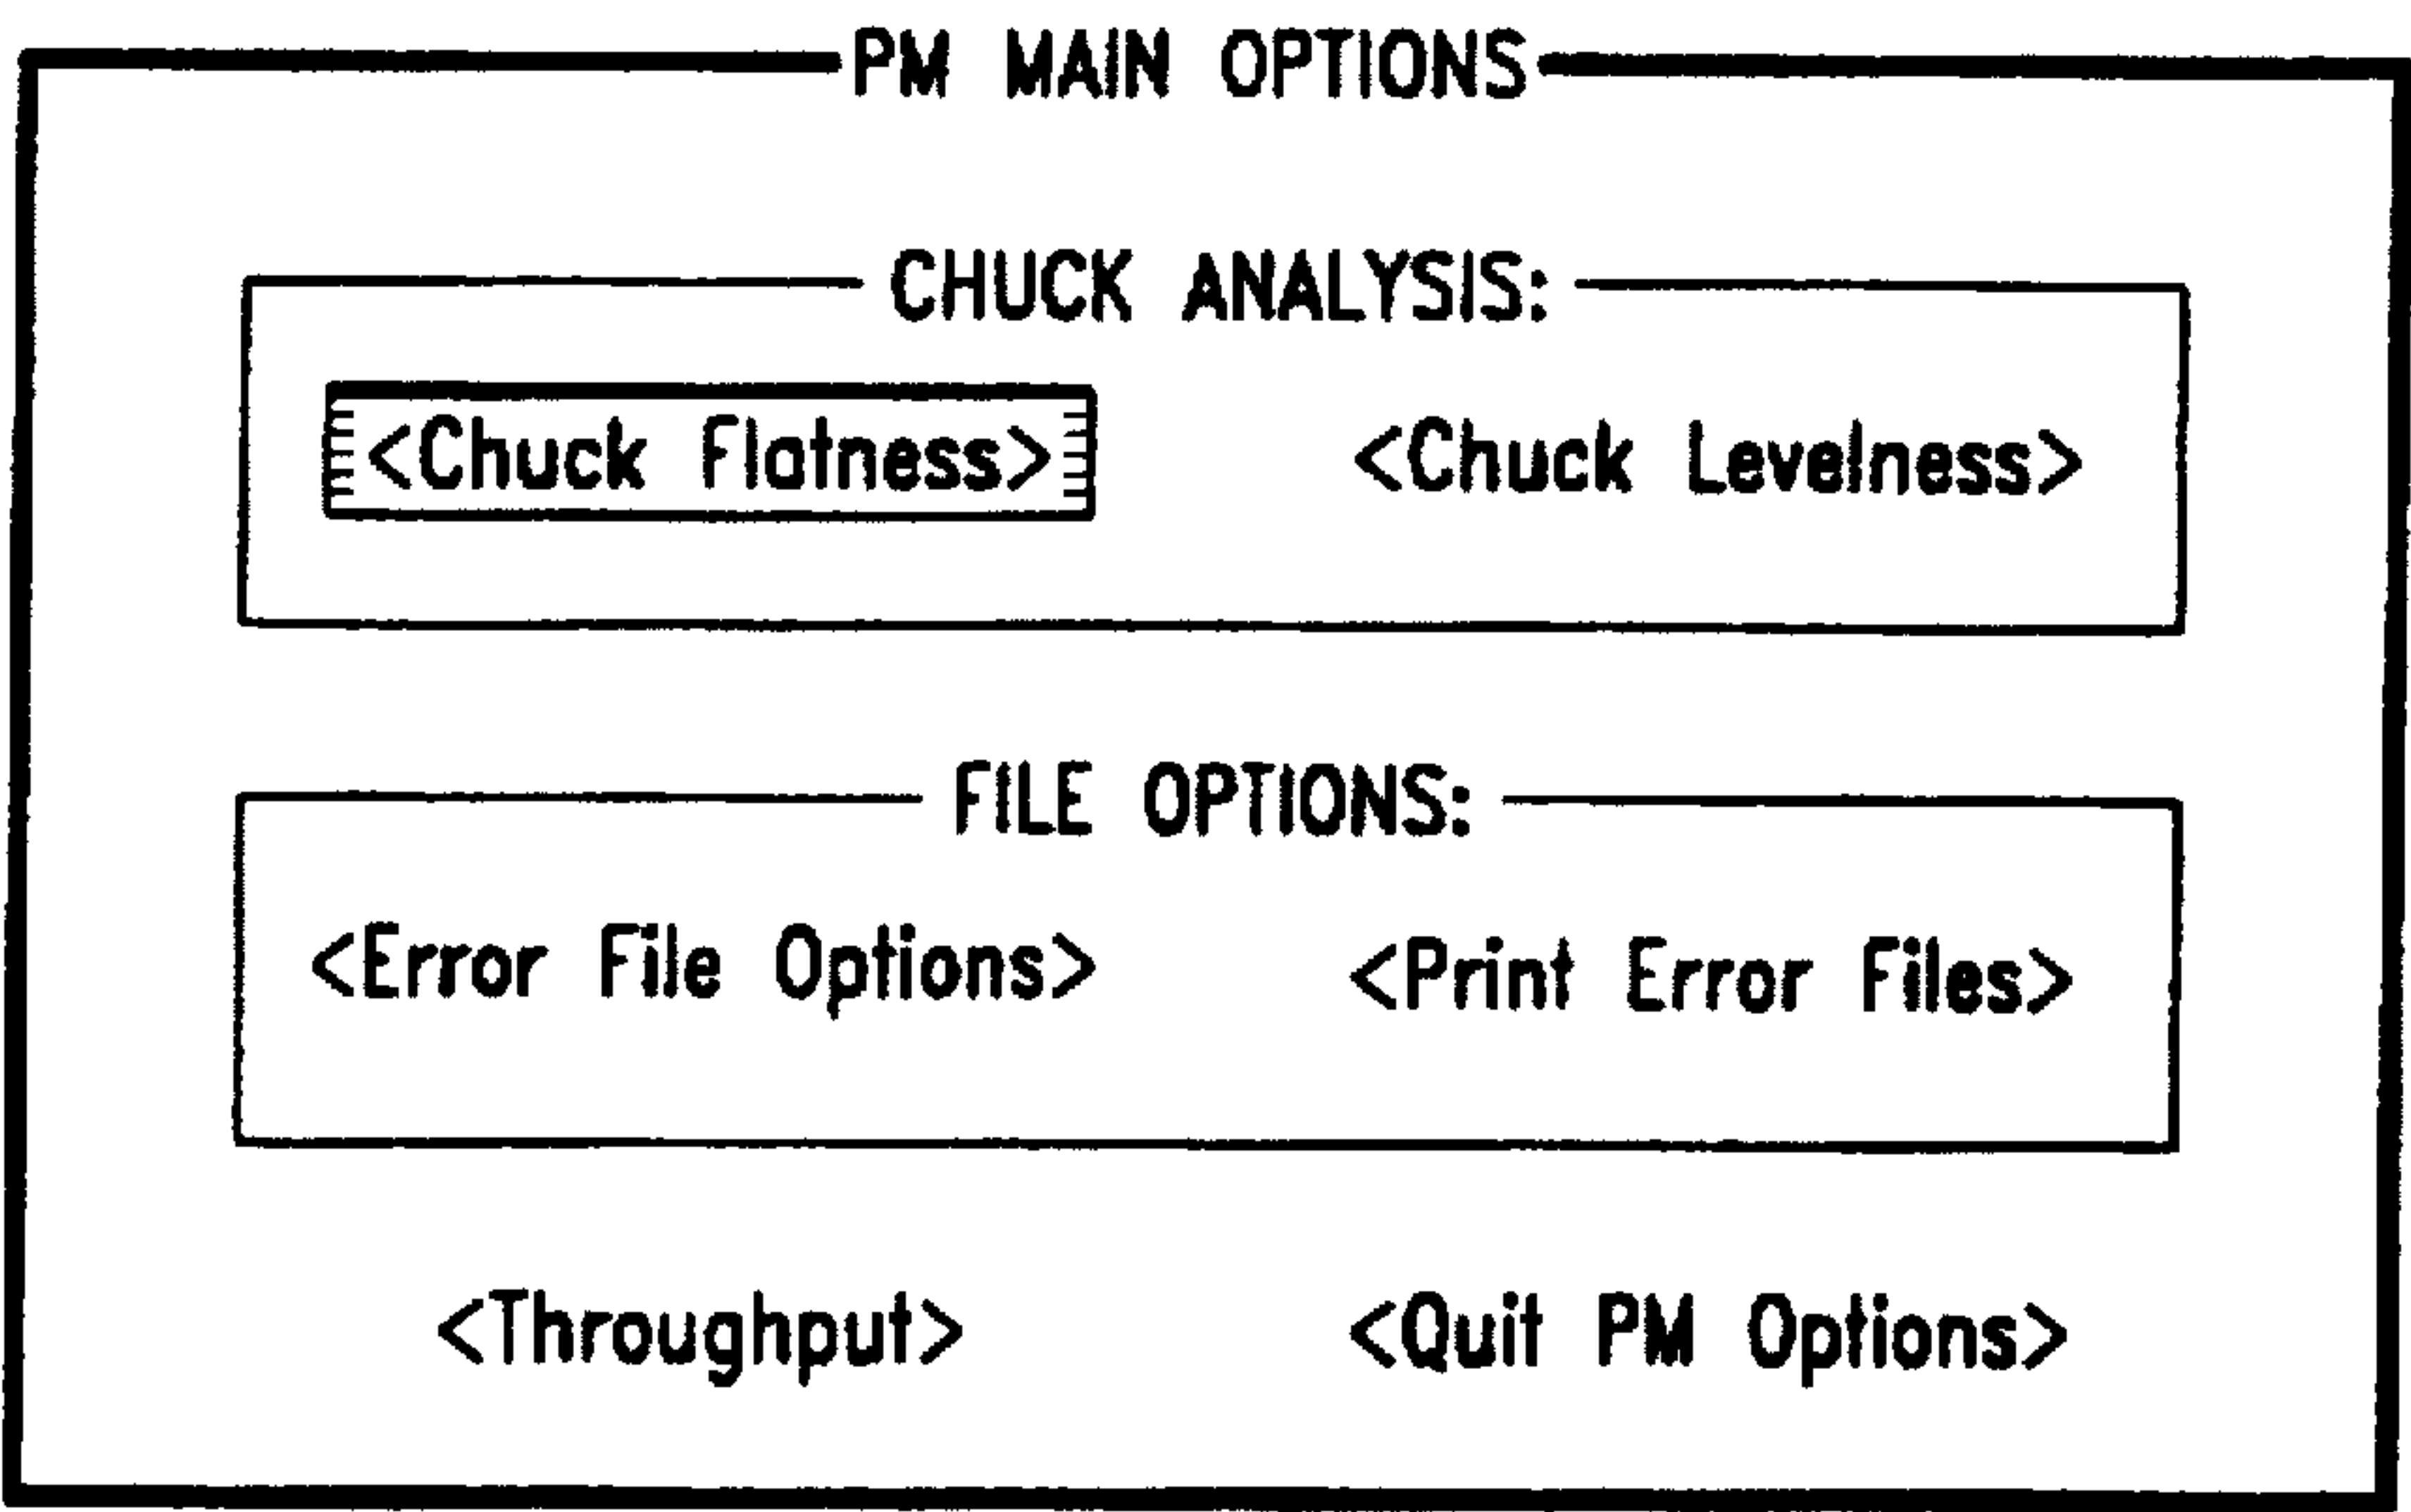 PM MAIN OPTIONS
CHUCK ANALYSIS:
<Chuck Flatness> <Chuck Levelness>
FILE OPTIONS:
<Error File Options> <Print Error Files>
<Throughput> <Quit PM Options>